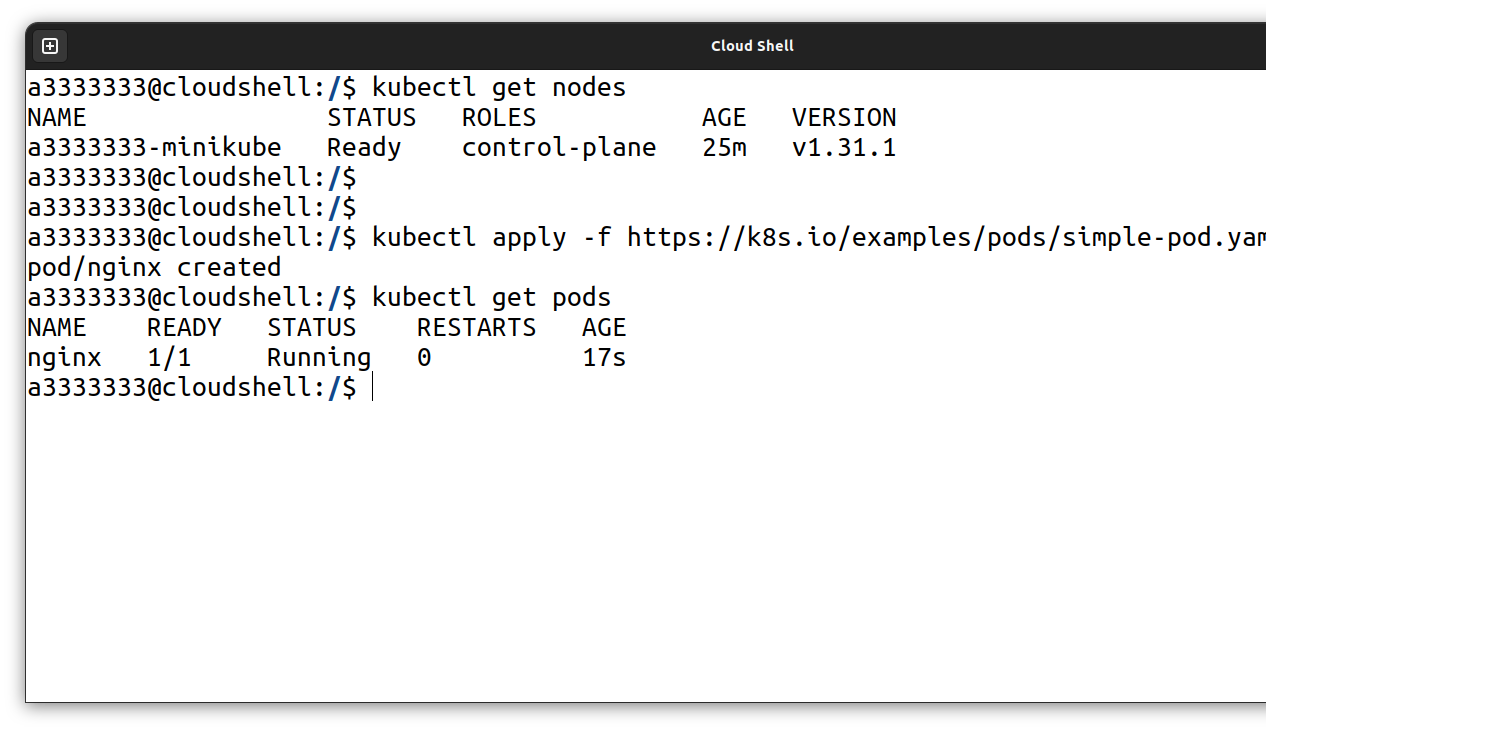 Cloud Shell
a3333333@cloudshell:/$ kubectl get nodes
NAME                STATUS   ROLES           AGE   VERSION
a3333333-minikube   Ready    control-plane   25m   v1.31.1
a3333333@cloudshell:/$
a3333333@cloudshell:/$
a3333333@cloudshell:/$ kubectl apply -f https://k8s.io/examples/pods/simple-pod.yam
pod/nginx created
a3333333@cloudshell:/$ kubectl get pods
NAME    READY   STATUS    RESTARTS   AGE
nginx   1/1     Running   0          17s
a3333333@cloudshell:/$